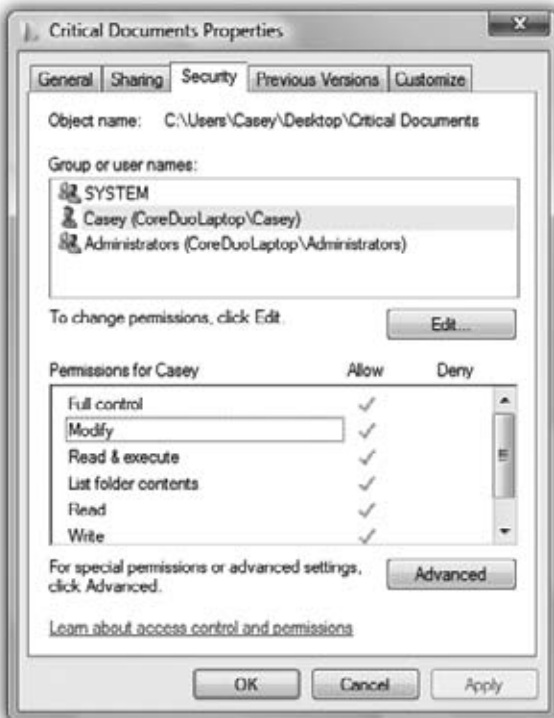 Critical Documents Properties
General Sharing Security Previous Versions Customize
Object name: C:\Users\Casey\Desktop\Critical Documents
Group or user names:
SYSTEM
Casey (CoreDuoLaptop\Casey)
Administrators (CoreDuoLaptop\Administrators)
To change permissions, click Edit.
Edit...
Permissions for Casey Allow Deny
Full control
Modify
Read & execute
List folder contents
Read
Write
For special permissions or advanced settings,
click Advanced.
Advanced
Learn about access control and permissions
OK Cancel Apply